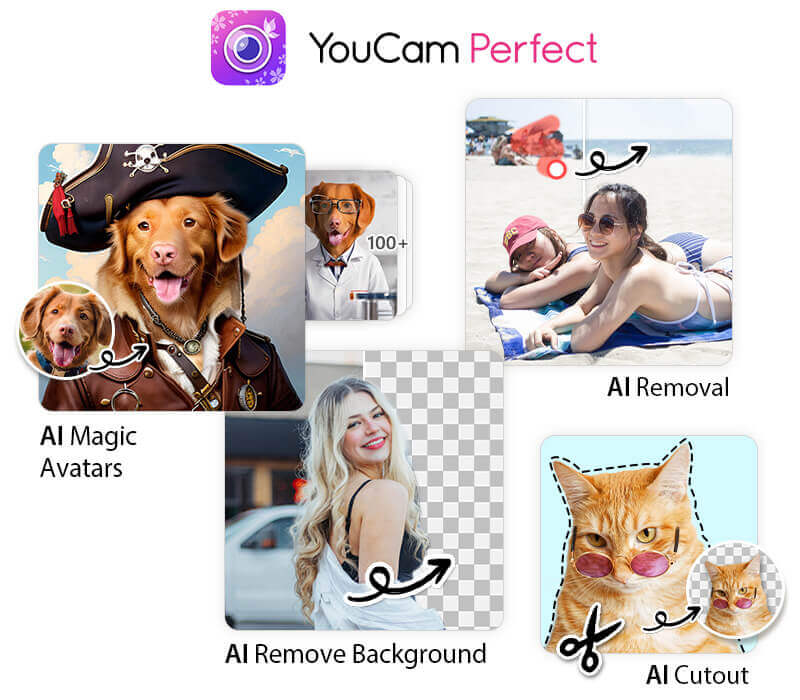 YouCam Perfect
100+
AI Removal
AI Magic
Avatars
AI Remove Background
AI Cutout